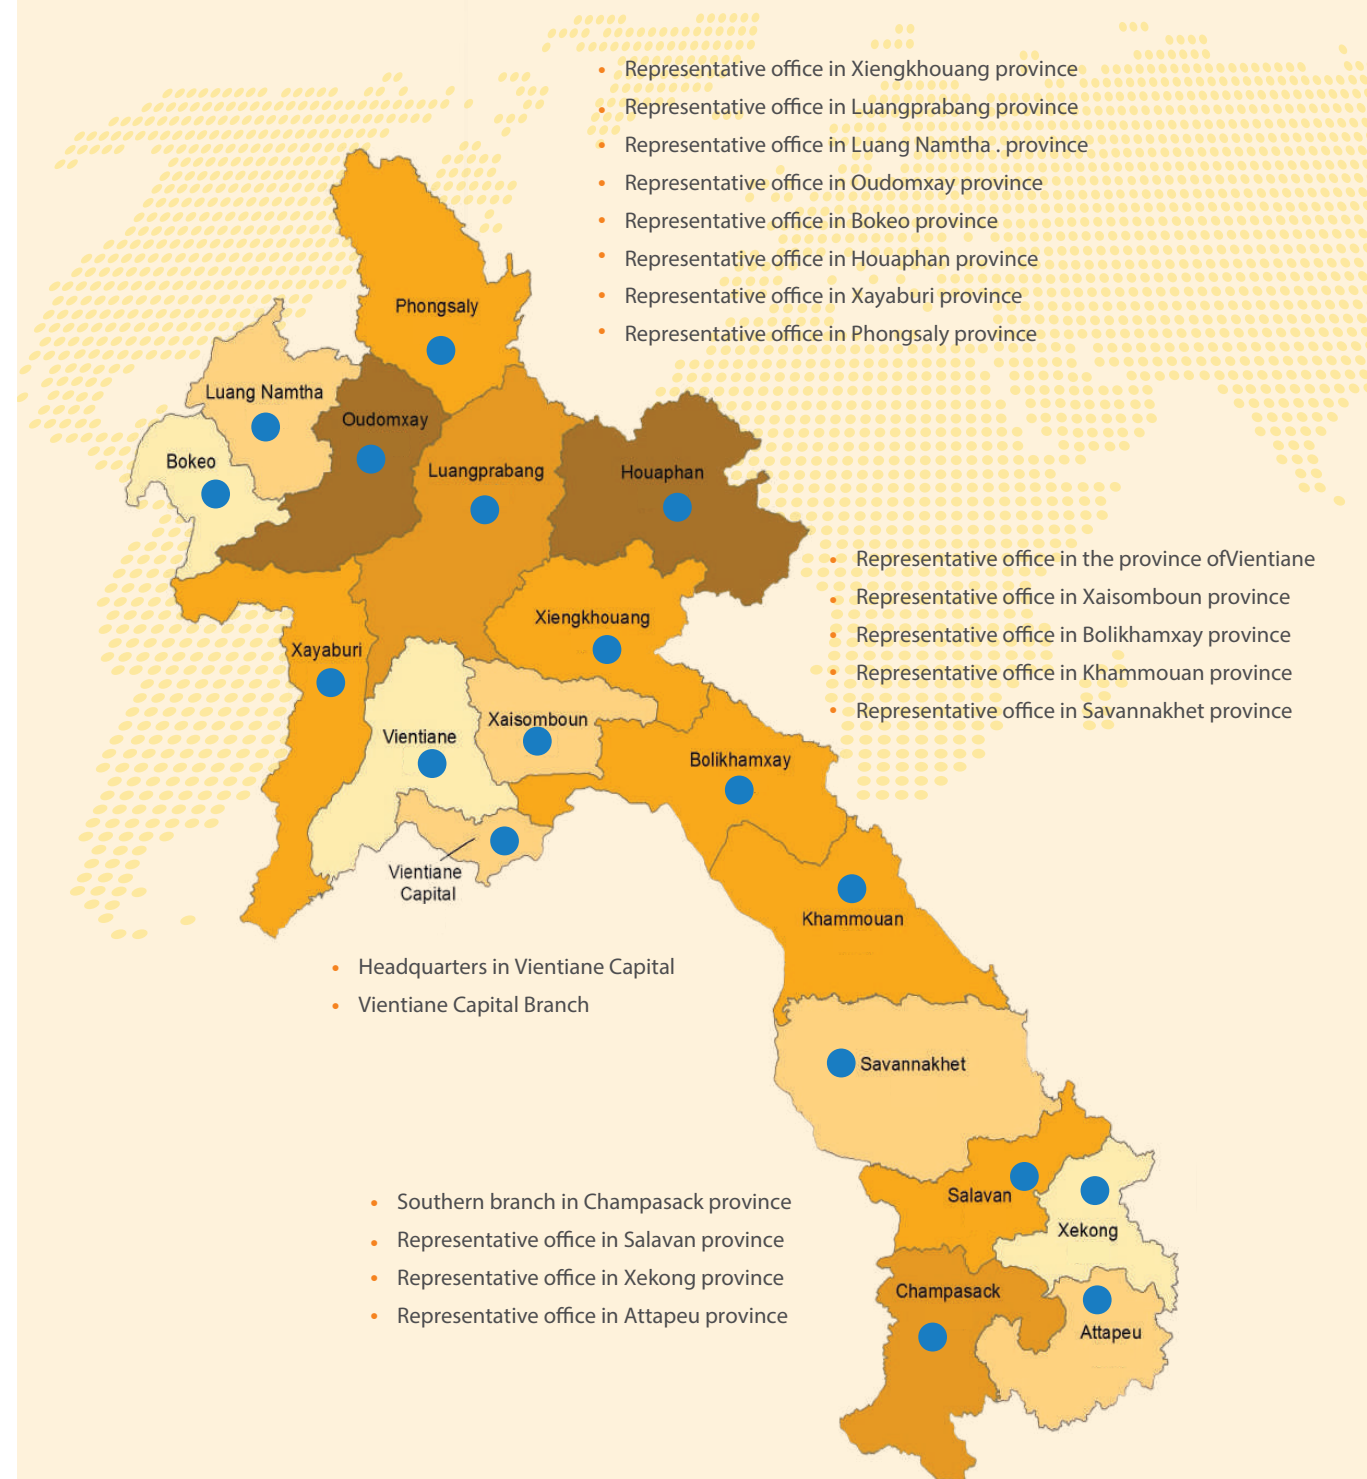 Representative office in Xiengkhouang province
Representative office in Luangprabang province
Representative office in Luang Namtha . province
Representative office in Oudomxay province
Representative office in Bokeo province
Representative office in Houaphan province
Representative office in Xayaburi province
Representative office in Phongsaly province
Phongsaly
Luang Namtha
Oudomxay
Bokeo
Luangprabang
Houaphan
Representative office in the province ofVientiane
Representative office in Xaisomboun province
Representative office in Bolikhamxay province
Representative office in Khammouan province
Representative office in Savannakhet province
Xiengkhouang
Xayaburi
Xaisomboun
Vientiane
Bolikhamxay
Vientiane
Capital
Khammouan
Headquarters in Vientiane Capital
Vientiane Capital Branch
Savannakhet
Southern branch in Champasack province
Representative office in Salavan province
Representative office in Xekong province
Representative office in Attapeu province
Salavan
Xekong
Champasack
Attapeu